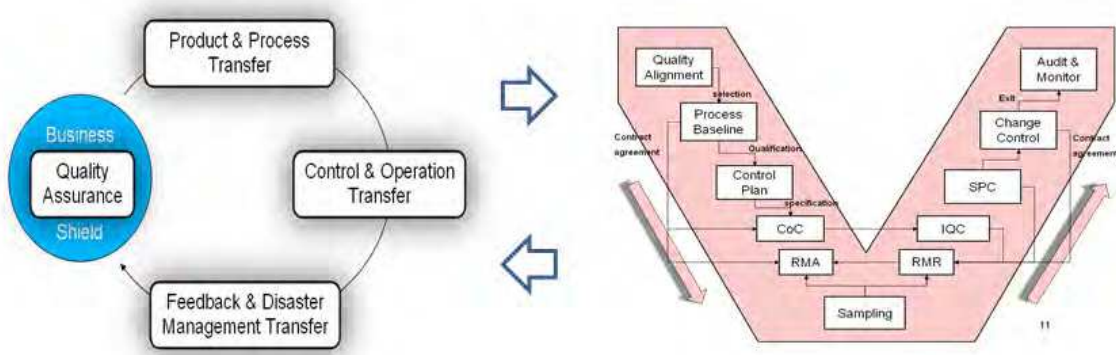 Product & Process
Transfer
Business
Quality
Assurance
Shield
Control & Operation
Transfer
Feedback & Disaster
Management Transfer
Quality
Alignment
selection
Process
Baseline
Contract
agreement
Qualification
Control
Plan
specification
CoC
RMA
Sampling
IQC
RMR
SPC
Change
Control
Exit
Audit &
Monitor
Contract
agreement
11